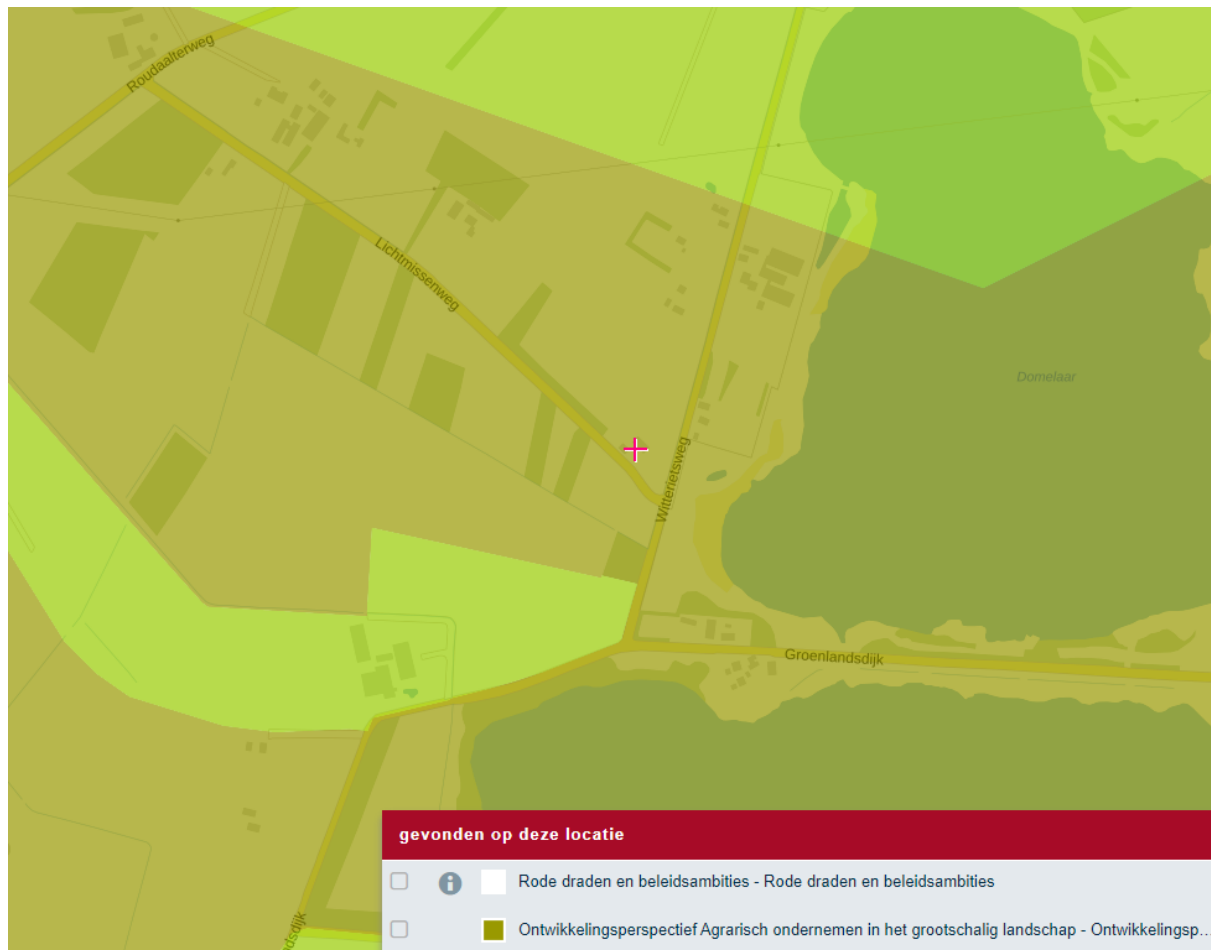 Roudaalterweg
Lichtmissenweg
Domelaar
Witterietsweg
Groenlandsdijk
gevonden op deze locatie
Rode draden en beleidsambities - Rode draden en beleidsambities
Ontwikkelingsperspectief Agrarisch ondernemen in het grootschalig landschap - Ontwikkelingsp...
dsdijk